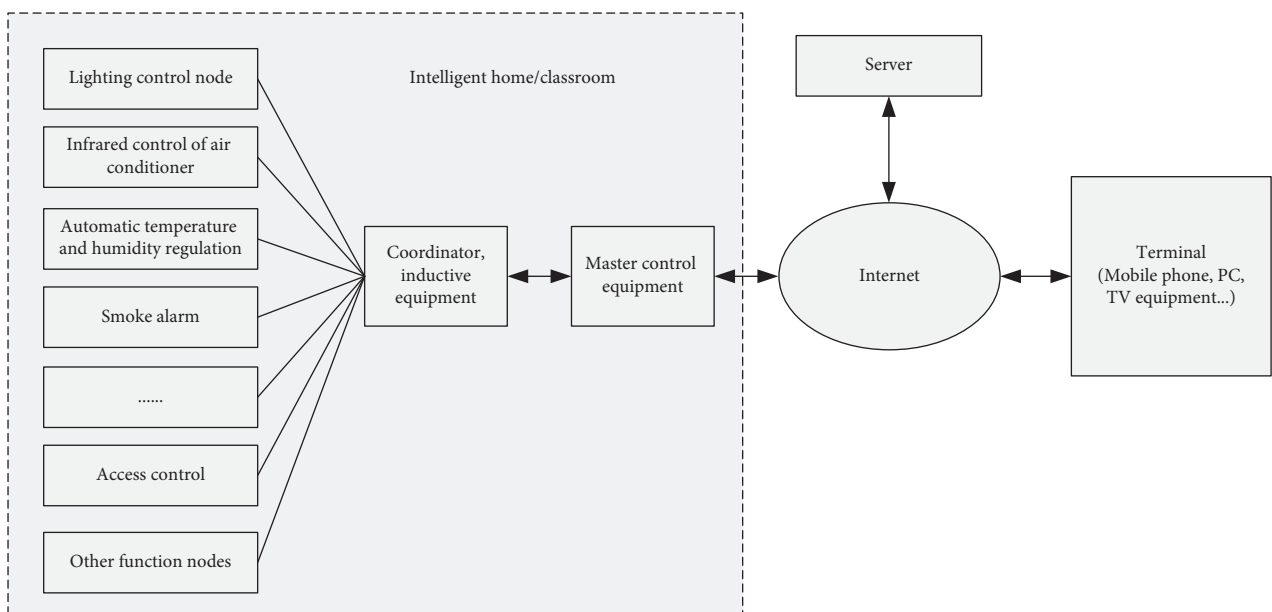 Lighting control node
Intelligent home/classroom
Server
Infrared control of air
conditioner
Automatic temperature
and humidity regulation
Coordinator,
inductive
equipment
Master control
equipment
Internet
Terminal
(Mobile phone, PC,
TV equipment...)
Smoke alarm
......
Access control
Other function nodes